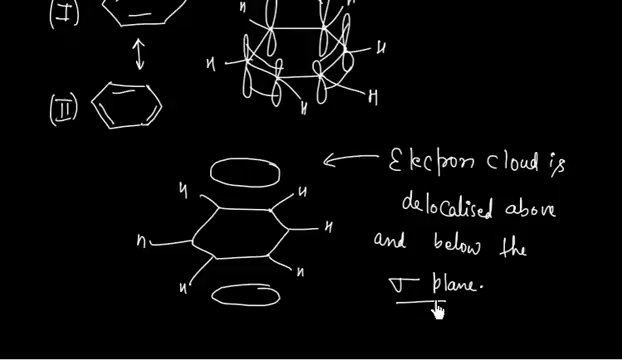 (I)
H
H
H
H
H
H
(II)
Electron cloud is
delocalised above
and below the
σ plane.
H
H
H
H
H
H